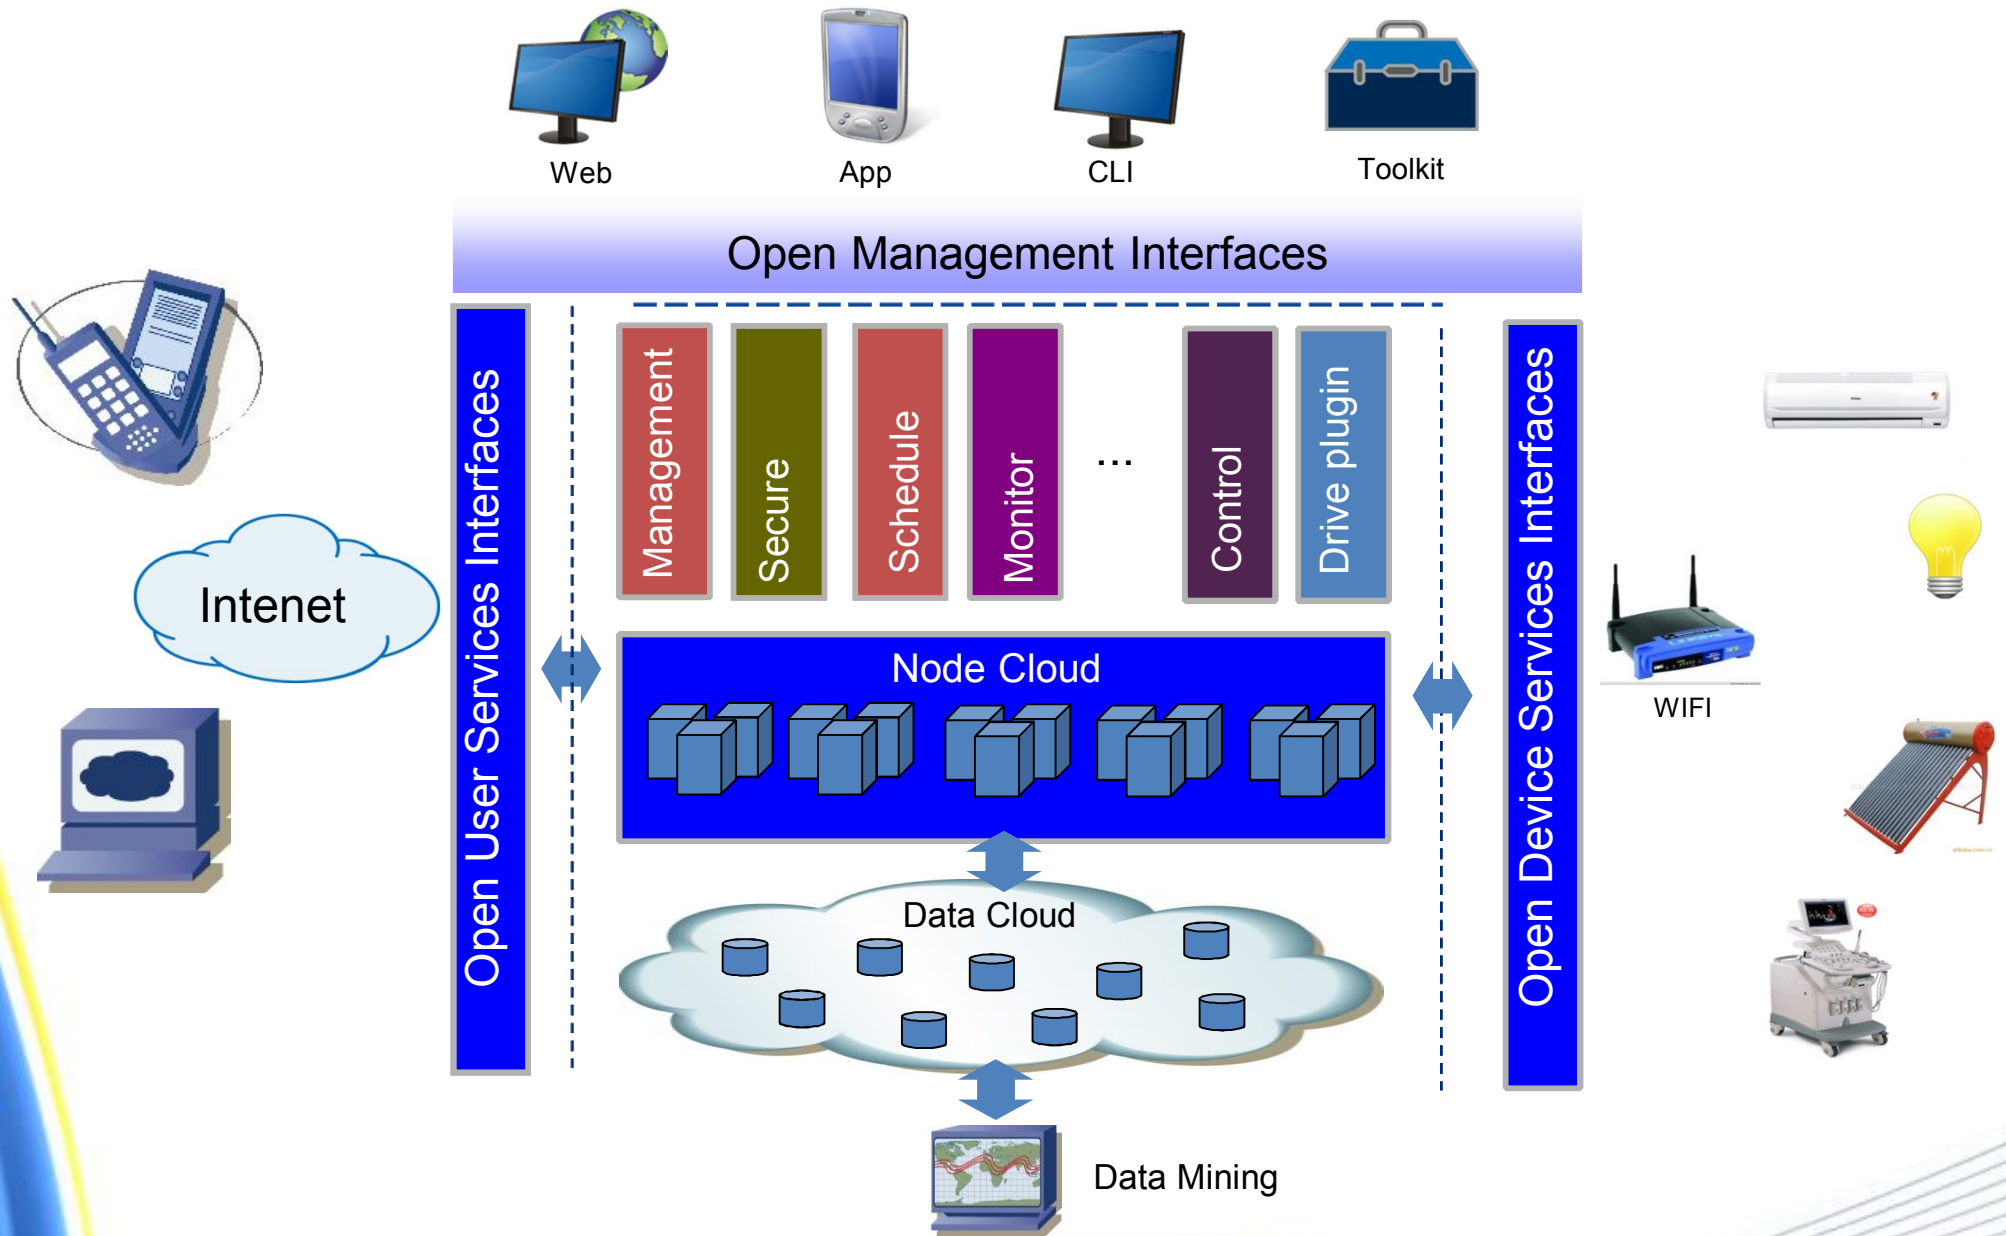 Web
App
CLI
Toolkit
Open Management Interfaces
Open User Services Interfaces
Management
Secure
Schedule
Monitor
...
Control
Drive plugin
Open Device Services Interfaces
Intenet
Node Cloud
WIFI
Data Cloud
NEW
Data Mining